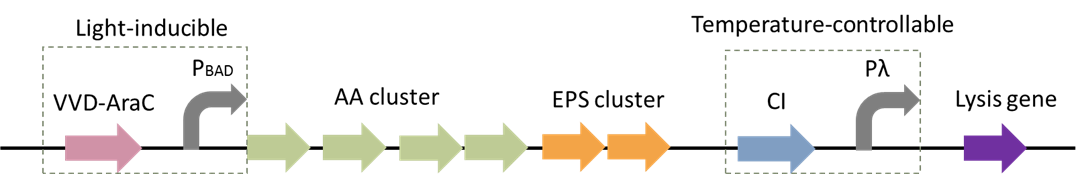 Light-inducible
Temperature-controllable
VVD-AraC
PBAD
AA cluster
EPS cluster
CI
Pλ
Lysis gene